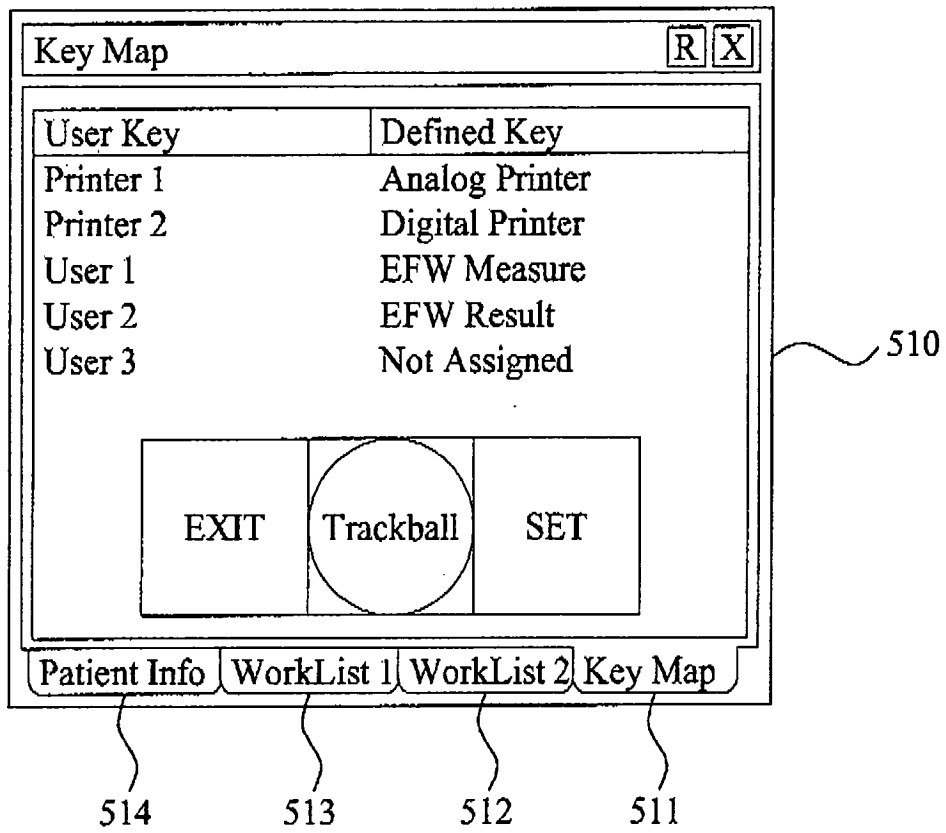 Key Map R X
User Key Defined Key
Printer 1 Analog Printer
Printer 2 Digital Printer
User 1 EFW Measure
User 2 EFW Result
User 3 Not Assigned
510
EXIT Trackball SET
Patient Info WorkList 1 WorkList 2 Key Map
514 513 512 511